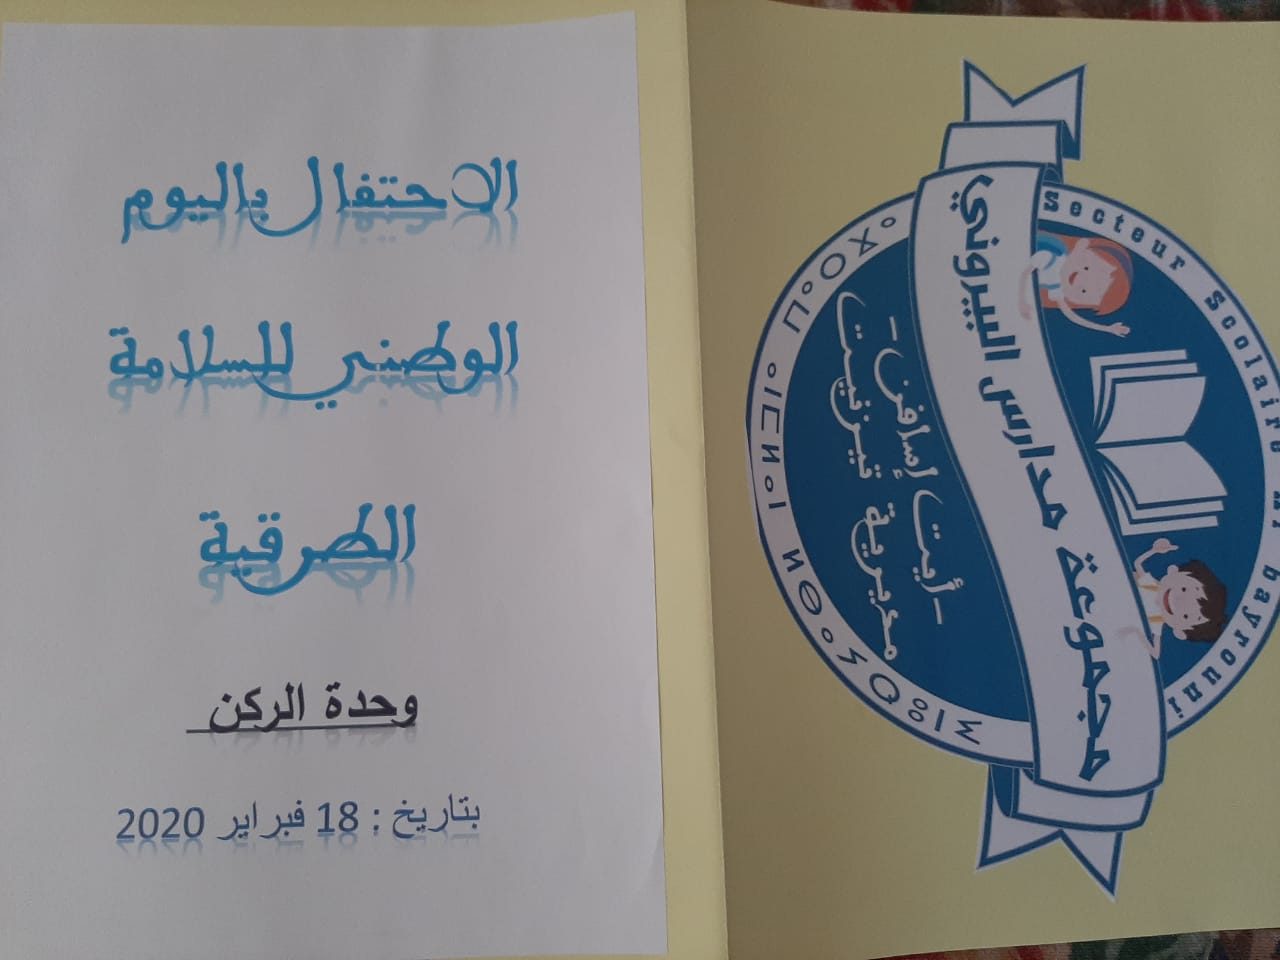 الاحتفال باليوم
الوطني للسلامة
الطرقية
وحدة الركن
بتاريخ : 18 فبراير 2020
Secteur Scolaire Al bayrouni
مجموعة مدارس البيروني
-أيت إسافن-
مديرية تيزنيت